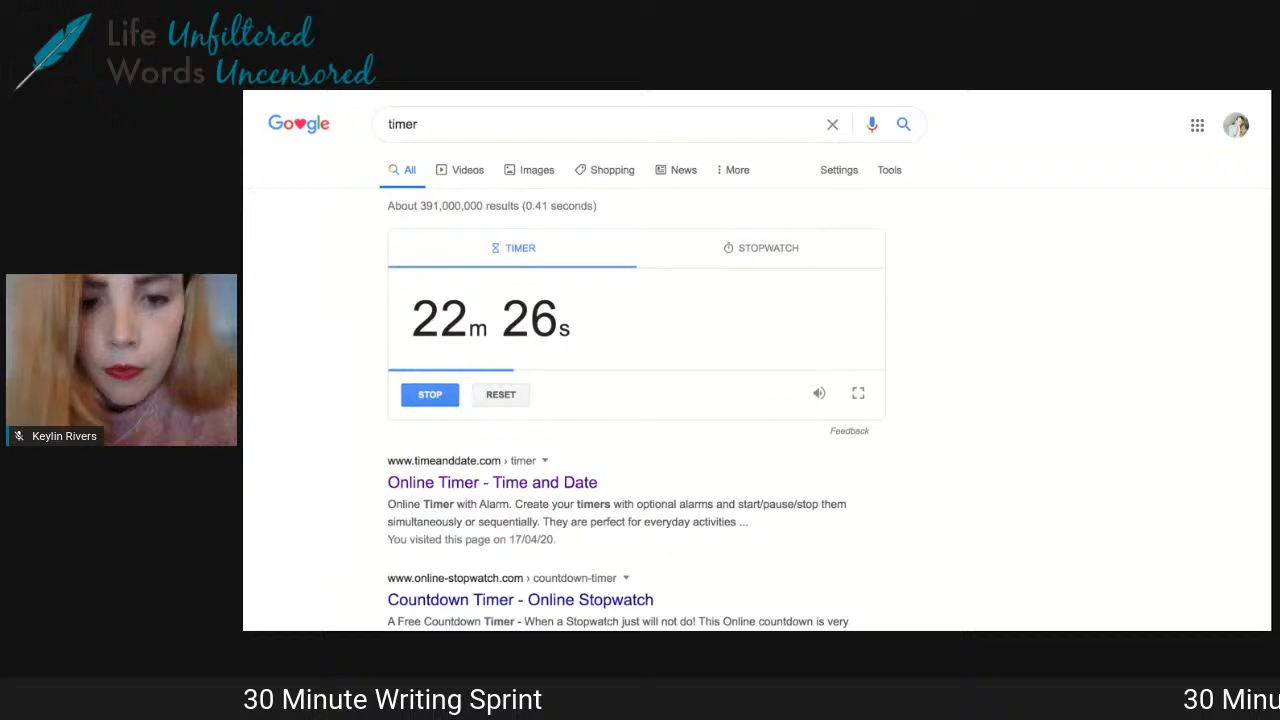 Life Unfiltered
Words Uncensored
Go gle
timer
All Videos Images Shopping News More Settings Tools
About 391,000,000 results (0.41 seconds)
TIMER STOPWATCH
22m 26s
STOP RESET
Feedback
www.timeanddate.com › timer
Online Timer - Time and Date
Online Timer with Alarm. Create your timers with optional alarms and start/pause/stop them
simultaneously or sequentially. They are perfect for everyday activities ...
You visited this page on 17/04/20.
www.online-stopwatch.com › countdown-timer
Countdown Timer - Online Stopwatch
A Free Countdown Timer - When a Stopwatch just will not do! This Online countdown is very
Keylin Rivers
30 Minute Writing Sprint
30 Minu